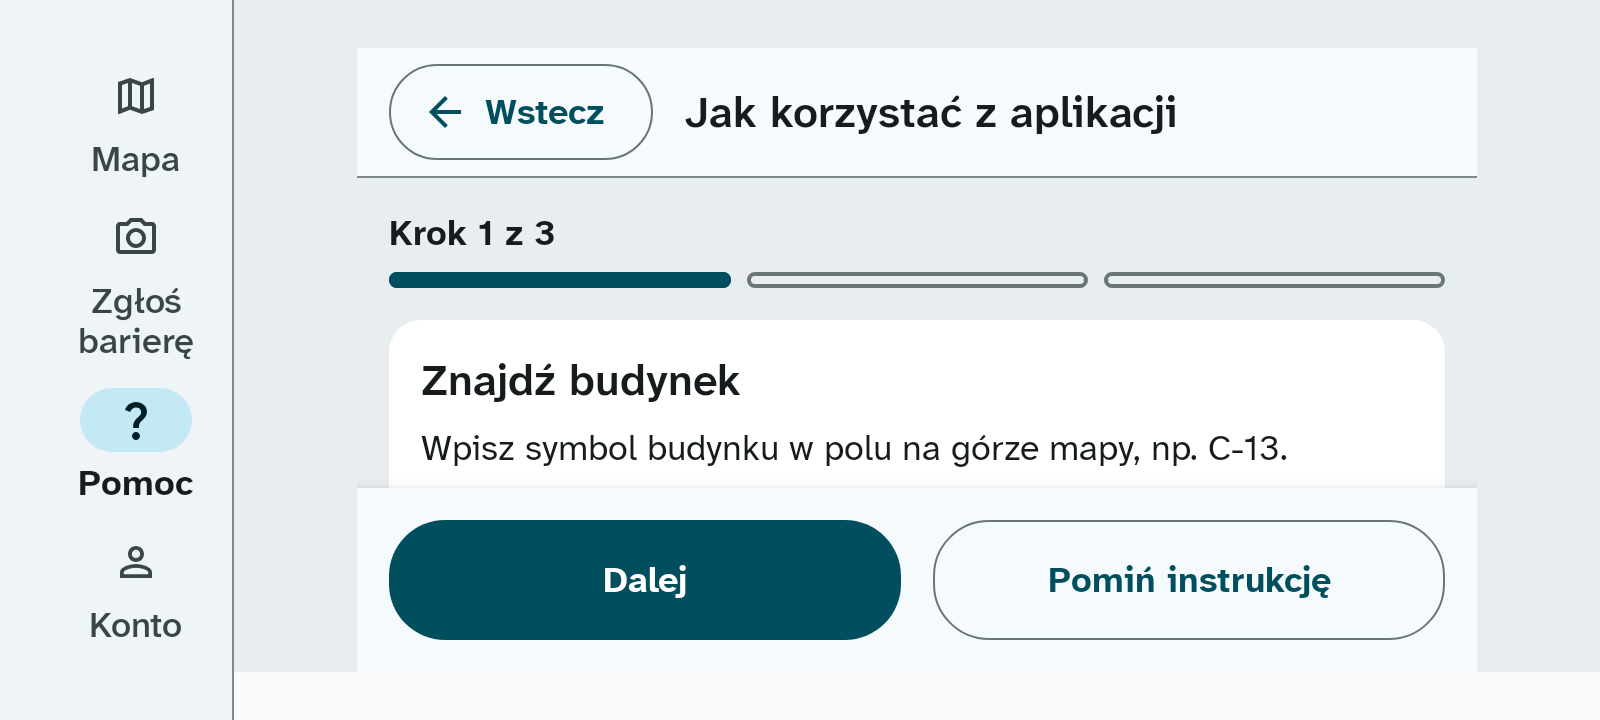 Mapa
Zgłoś
barierę
?
Pomoc
Konto
Wstecz
Jak korzystać z aplikacji
Krok 1 z 3
Znajdź budynek
Wpisz symbol budynku w polu na górze mapy, np. C-13.
Dalej
Pomiń instrukcję